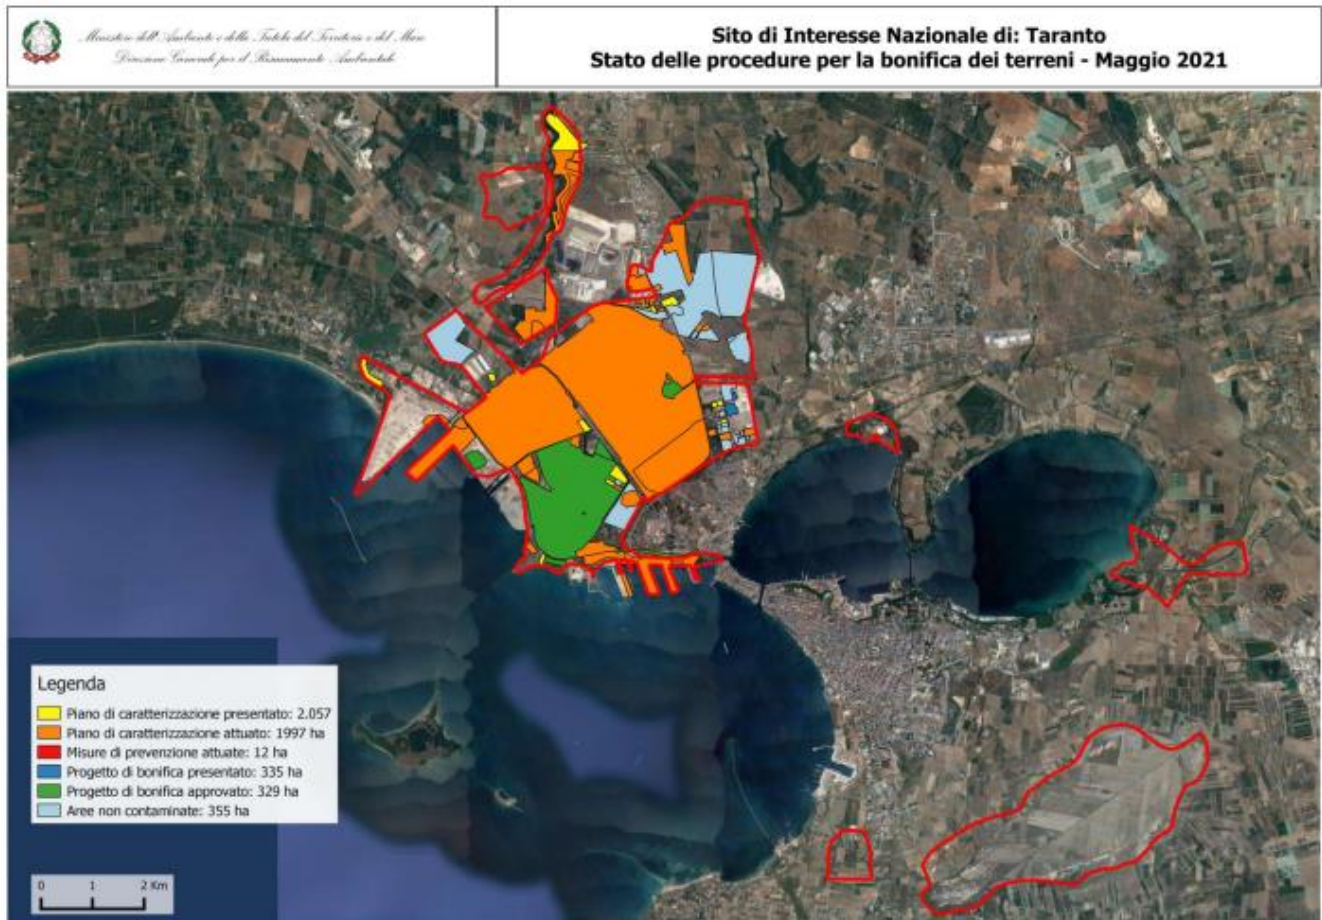 Ministero dell'Ambiente e della Tutela del Territorio e del Mare
Direzione Generale per il Risanamento Ambientale
Sito di Interesse Nazionale di: Taranto
Stato delle procedure per la bonifica dei terreni - Maggio 2021
Legenda
Piano di caratterizzazione presentato: 2.057
Piano di caratterizzazione attuato: 1997 ha
Misure di prevenzione attuate: 12 ha
Progetto di bonifica presentato: 335 ha
Progetto di bonifica approvato: 329 ha
Aree non contaminate: 355 ha
0 1 2 Km